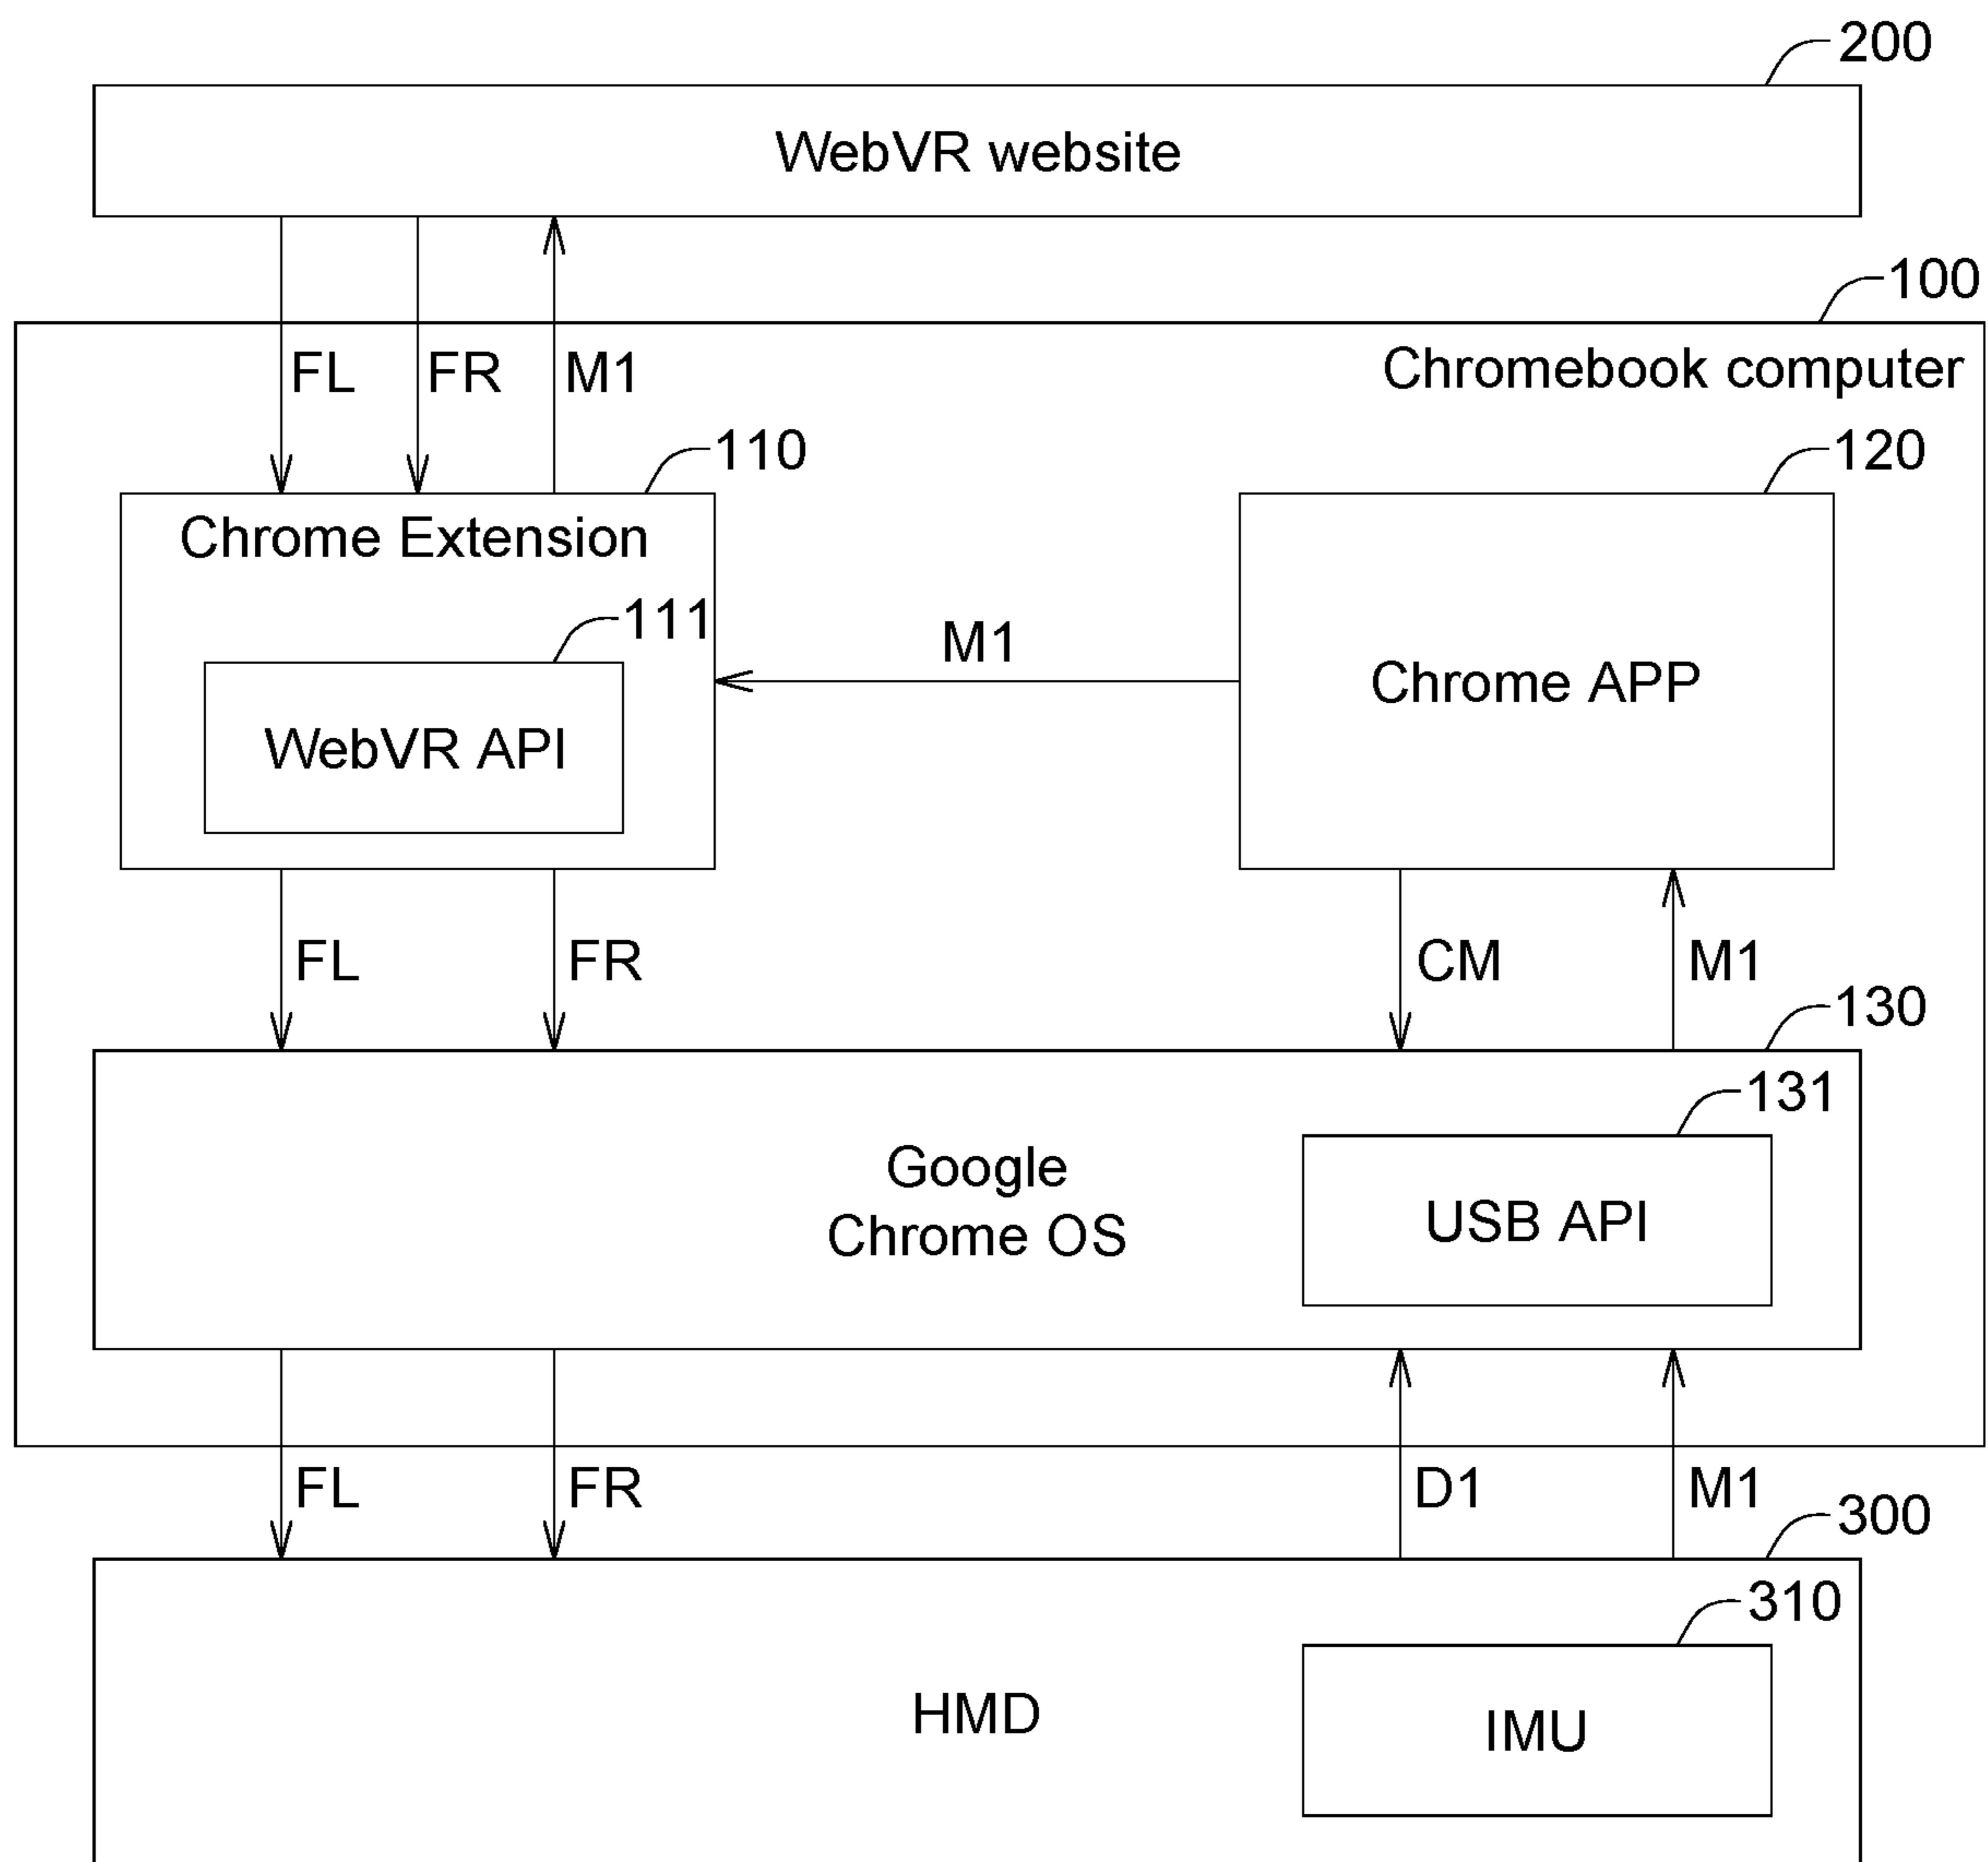 200
WebVR website
100
FL
FR
M1
Chromebook computer
110
120
Chrome Extension
111
M1
Chrome APP
WebVR API
FL
FR
CM
M1
130
131
Google
Chrome OS
USB API
FL
FR
D1
M1
300
310
HMD
IMU